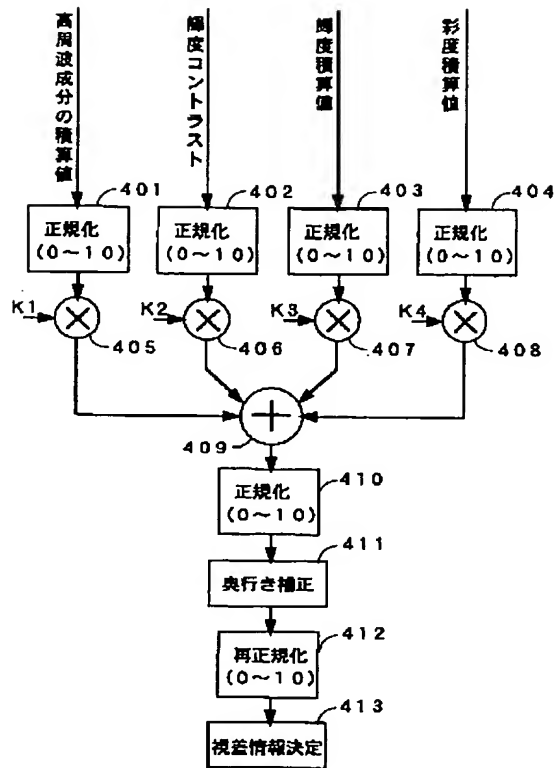 高周波成分の積算値
輝度コントラスト
輝度積算値
彩度積算値
401
402
403
404
正規化
(0~10)
正規化
(0~10)
正規化
(0~10)
正規化
(0~10)
K1
K2
K3
K4
405
406
407
408
409
410
正規化
(0~10)
411
奥行き補正
412
再正規化
(0~10)
413
視差情報決定